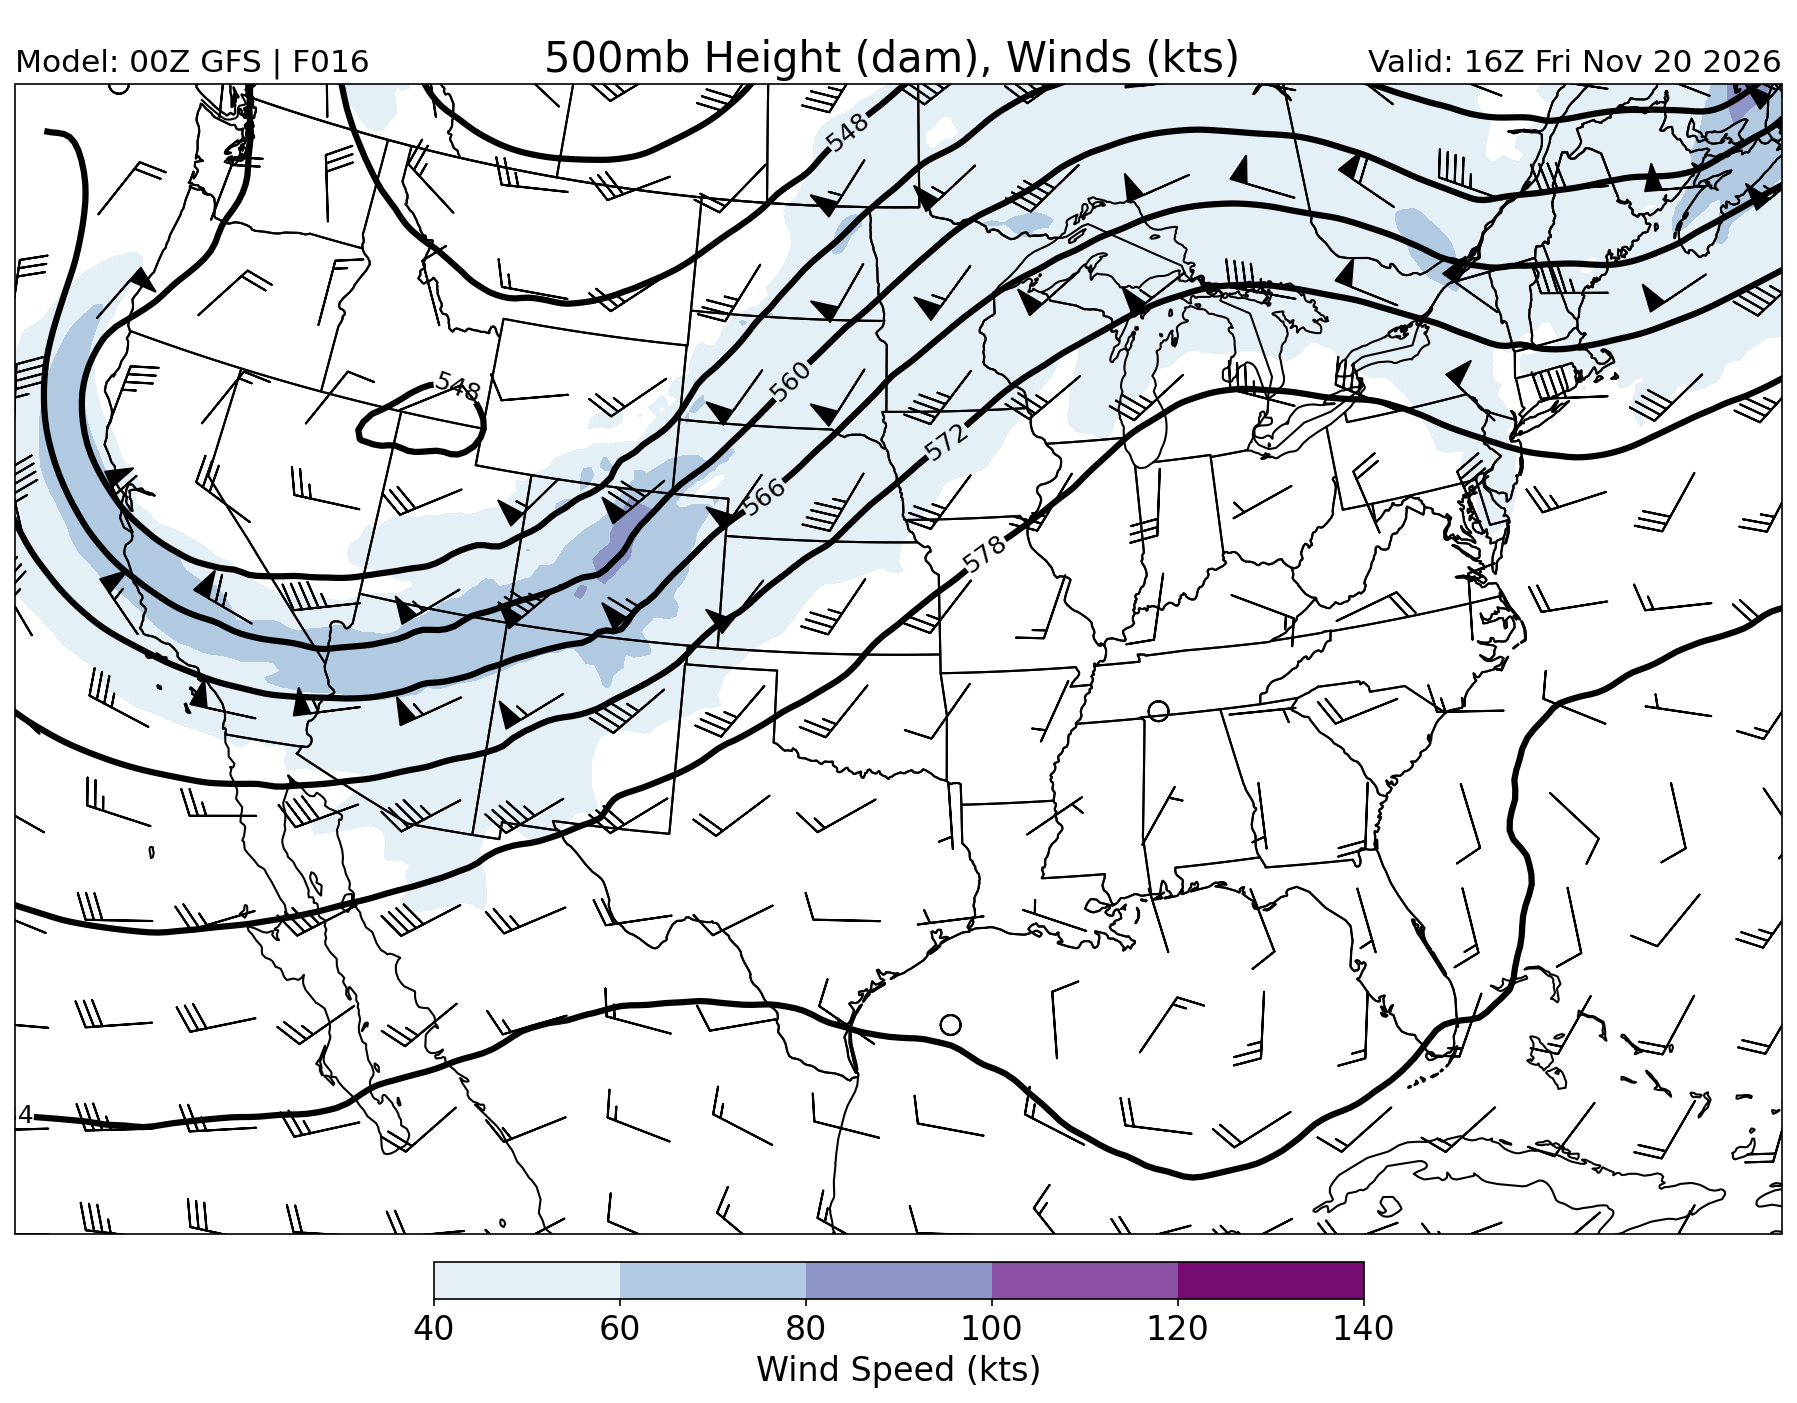 Model: 00Z GFS | F016
500mb Height (dam), Winds (kts)
Valid: 16Z Fri Nov 20 2026
548
548
560
572
566
578
4
40 60 80 100 120 140
Wind Speed (kts)